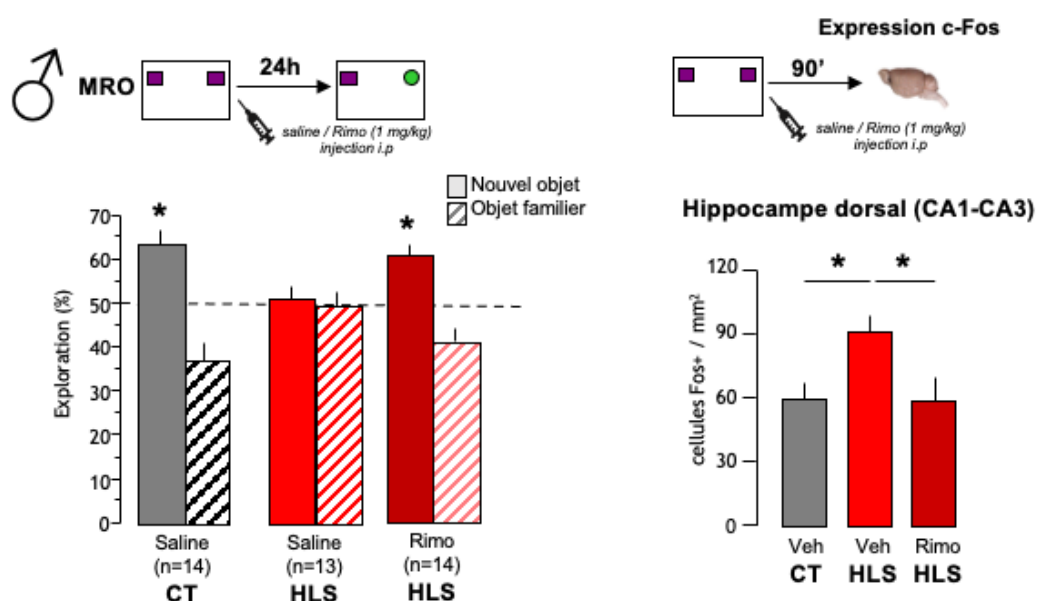 Expression c-Fos
MRO
24h
90’
saline / Rimo (1 mg/kg)
injection i.p
saline / Rimo (1 mg/kg)
injection i.p
Nouvel objet
Objet familier
Exploration (%)
70
60
50
40
30
20
10
0
*
*
Saline
(n=14)
CT
Saline
(n=13)
HLS
Rimo
(n=14)
HLS
Hippocampe dorsal (CA1-CA3)
cellules Fos+ / mm²
120
90
60
30
0
*
*
Veh
CT
Veh
HLS
Rimo
HLS